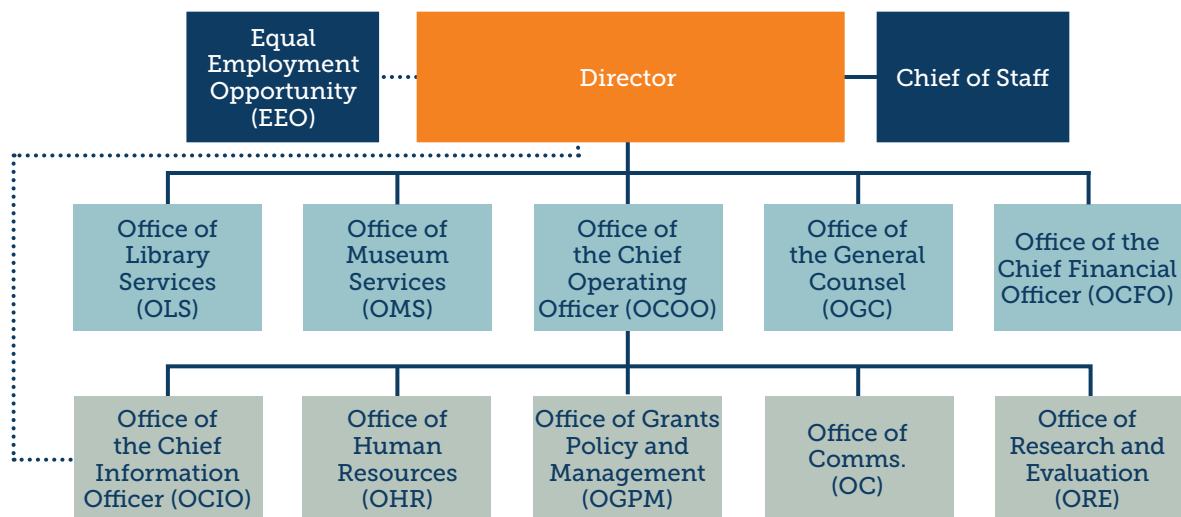 Equal
Employment
Opportunity
(EEO)
Director
Chief of Staff
Office of
Library
Services
(OLS)
Office of
Museum
Services
(OMS)
Office of
the Chief
Operating
Officer (OCOO)
Office of
the General
Counsel
(OGC)
Office of the
Chief Financial
Officer (OCFO)
Office of
the Chief
Information
Officer (OCIO)
Office of
Human
Resources
(OHR)
Office of Grants
Policy and
Management
(OGPM)
Office of
Comms.
(OC)
Office of
Research and
Evaluation
(ORE)